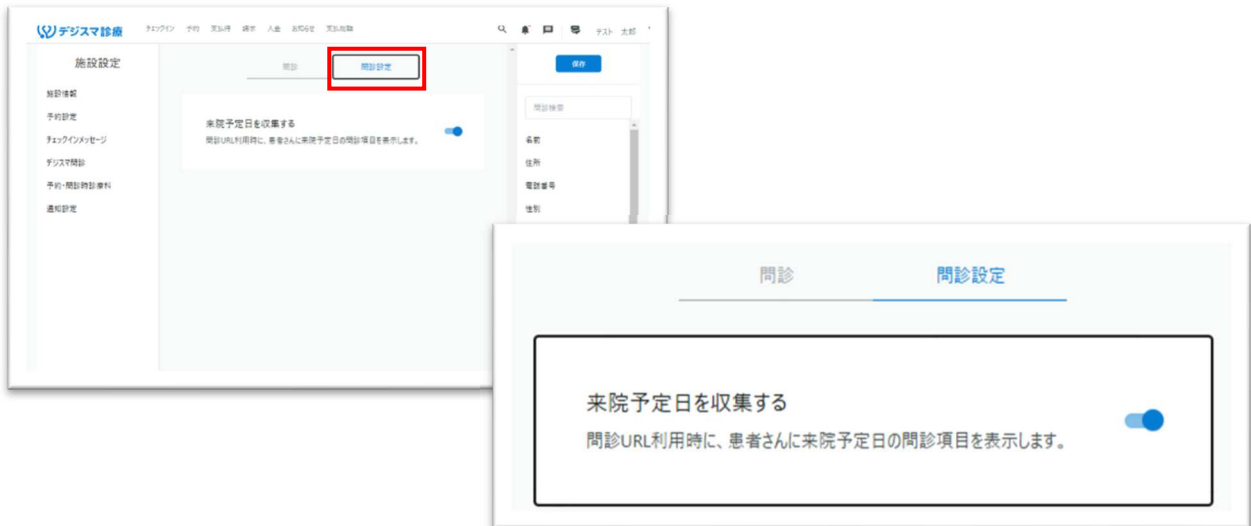 デジスマ診療
チェックイン 予約 支払待 請求 入金 お知らせ 支払総額
テスト 太郎
施設設定
施設情報
予約設定
チェックインメッセージ
デジスマ問診
予約・問診時診療科
通知設定
問診
問診設定
来院予定日を収集する
問診URL利用時に、患者さんに来院予定日の問診項目を表示します。
保存
問診検索
名前
住所
電話番号
性別
問診
問診設定
来院予定日を収集する
問診URL利用時に、患者さんに来院予定日の問診項目を表示します。